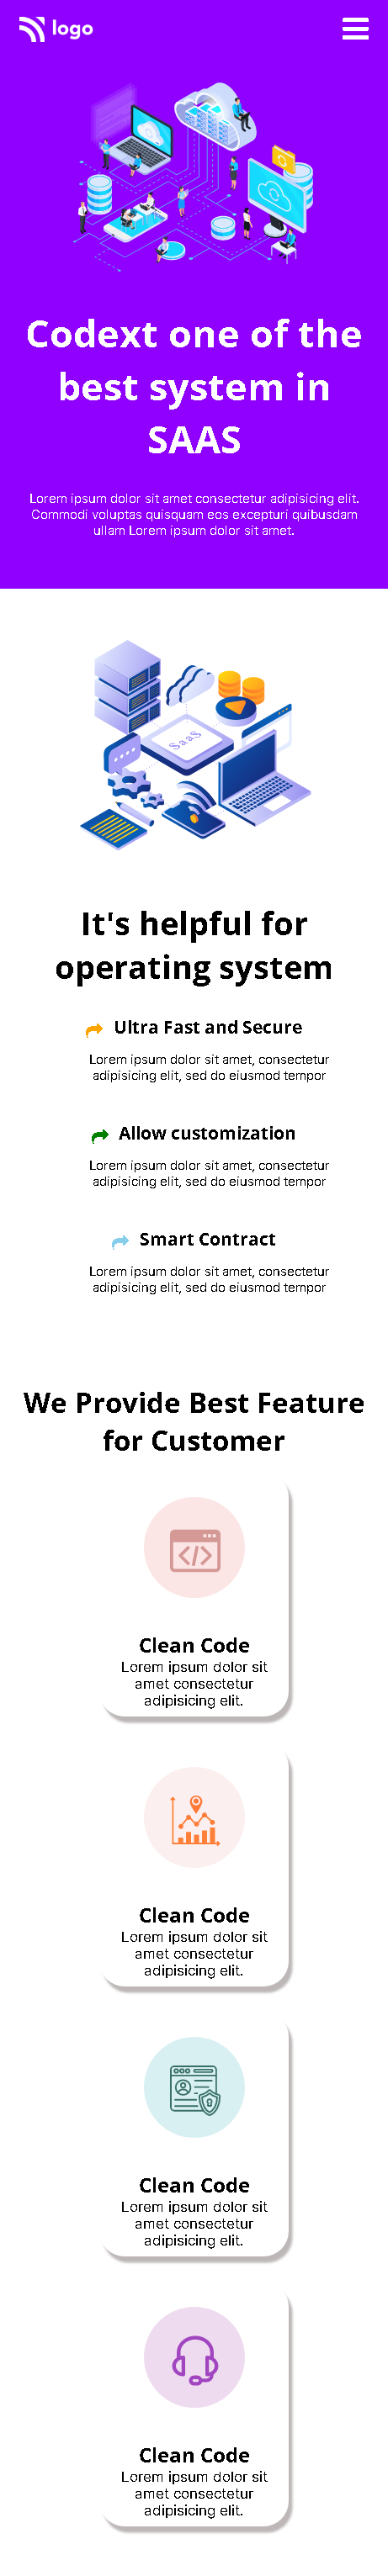 logo
Codext one of the
best system in
SAAS
Lorem ipsum dolor sit amet consectetur adipisicing elit.
Commodi voluptas quisquam eos excepturi quibusdam
ullam Lorem ipsum dolor sit amet.
SaaS
It's helpful for
operating system
Ultra Fast and Secure
Lorem ipsum dolor sit amet, consectetur
adipisicing elit, sed do eiusmod tempor
Allow customization
Lorem ipsum dolor sit amet, consectetur
adipisicing elit, sed do eiusmod tempor
Smart Contract
Lorem ipsum dolor sit amet, consectetur
adipisicing elit, sed do eiusmod tempor
We Provide Best Feature
for Customer
Clean Code
Lorem ipsum dolor sit
amet consectetur
adipisicing elit.
Clean Code
Lorem ipsum dolor sit
amet consectetur
adipisicing elit.
Clean Code
Lorem ipsum dolor sit
amet consectetur
adipisicing elit.
Clean Code
Lorem ipsum dolor sit
amet consectetur
adipisicing elit.